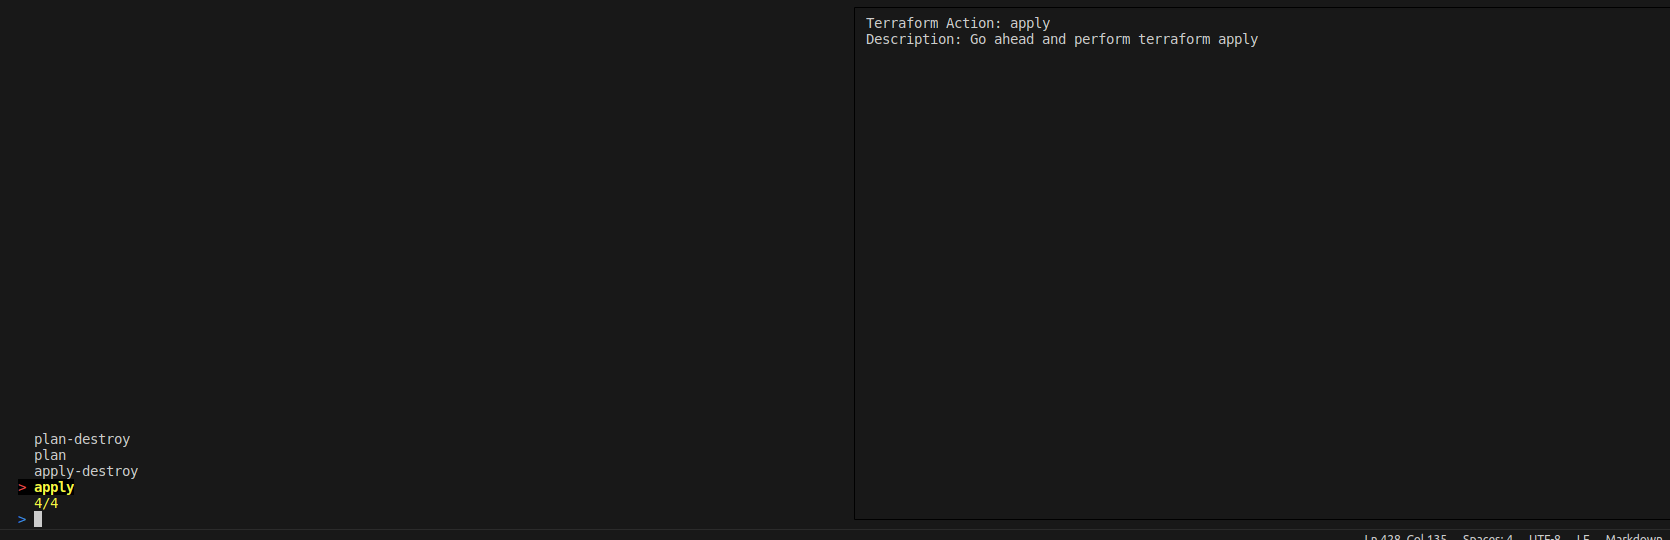 Terraform Action: apply
Description: Go ahead and perform terraform apply
plan-destroy
plan
apply-destroy
> apply
4/4
>
Ln 428, Col 135 Spaces: 4 UTF-8 LF Markdown